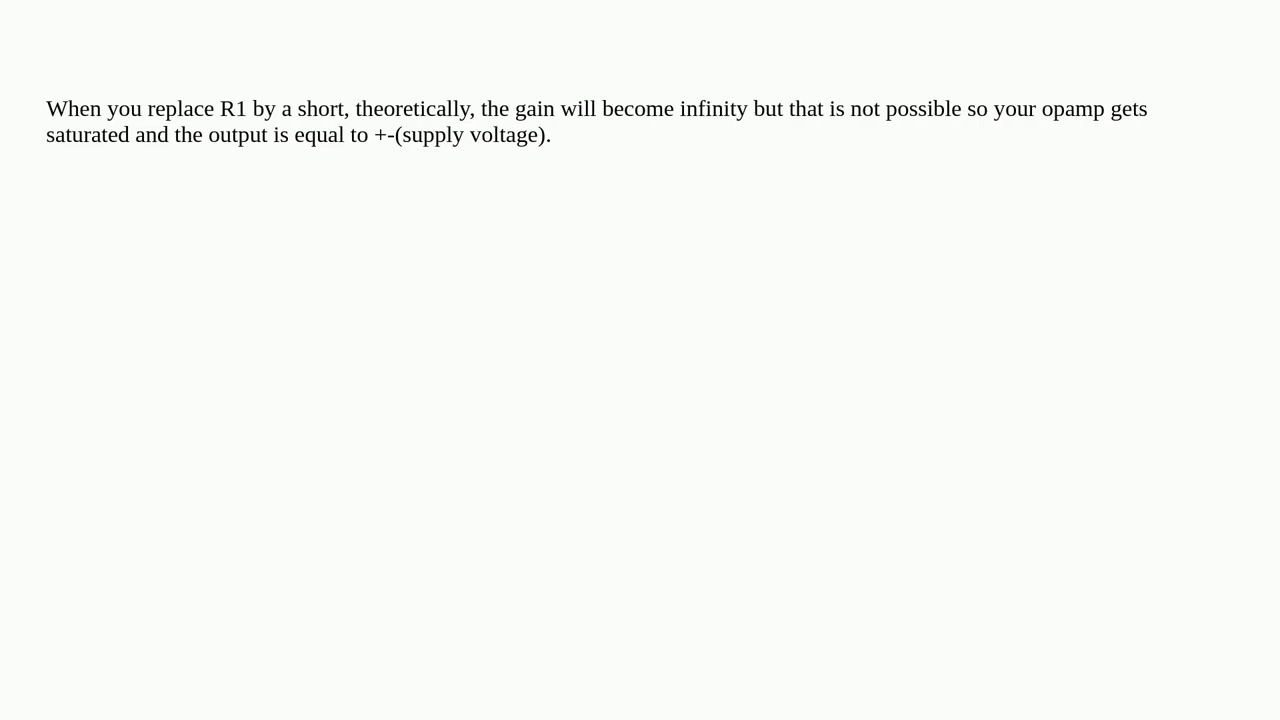 When you replace R1 by a short, theoretically, the gain will become infinity but that is not possible so your opamp gets
saturated and the output is equal to +-(supply voltage).